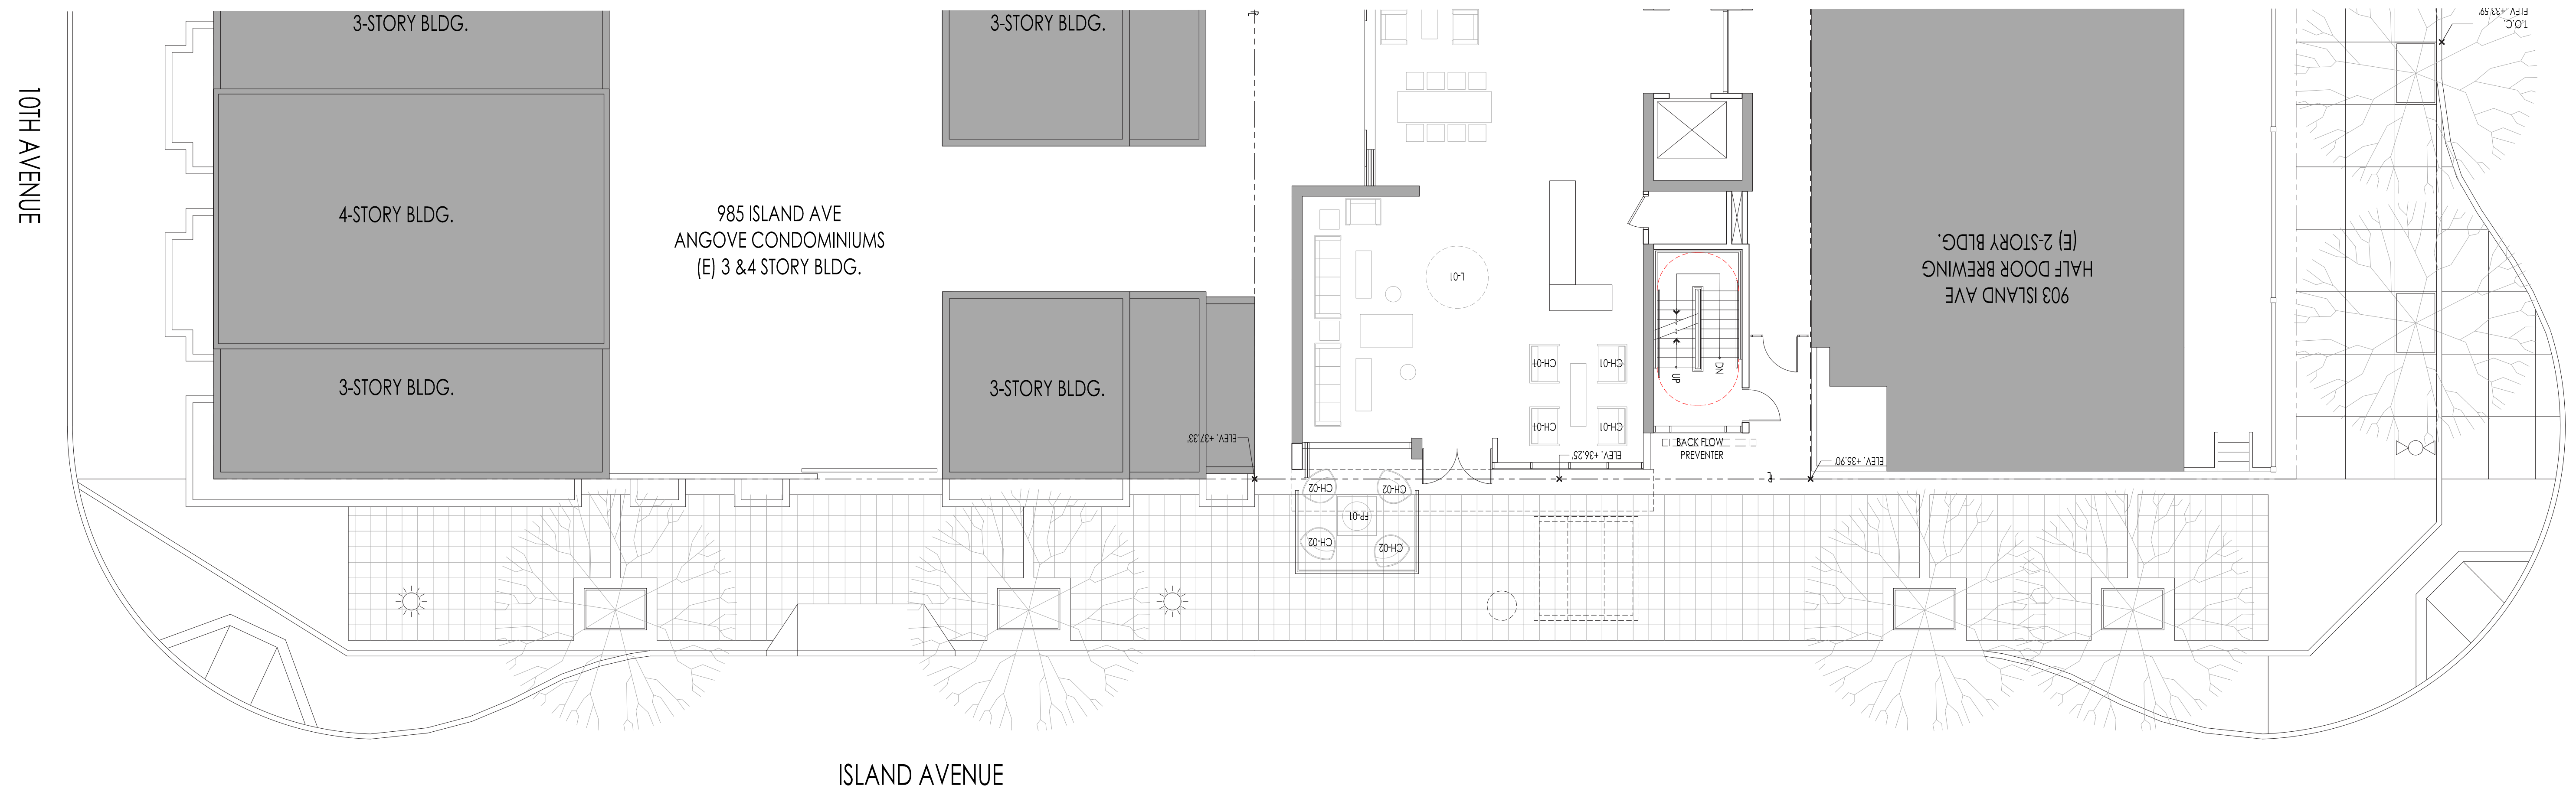 3-STORY BLDG.
3-STORY BLDG.
T.O.C.
ELEV. +33.59'
10TH AVENUE
4-STORY BLDG.
985 ISLAND AVE
ANGOVE CONDOMINIUMS
(E) 3 &4 STORY BLDG.
L-01
903 ISLAND AVE
HALF DOOR BREWING
(E) 2-STORY BLDG.
3-STORY BLDG.
3-STORY BLDG.
CH-01
CH-01
UP
DN
CH-01
CH-01
ELEV. +37.33'
BACK FLOW
PREVENTER
ELEV. +36.25'
ELEV. +35.90'
CH-02
CH-02
FP-01
CH-02
CH-02
ISLAND AVENUE